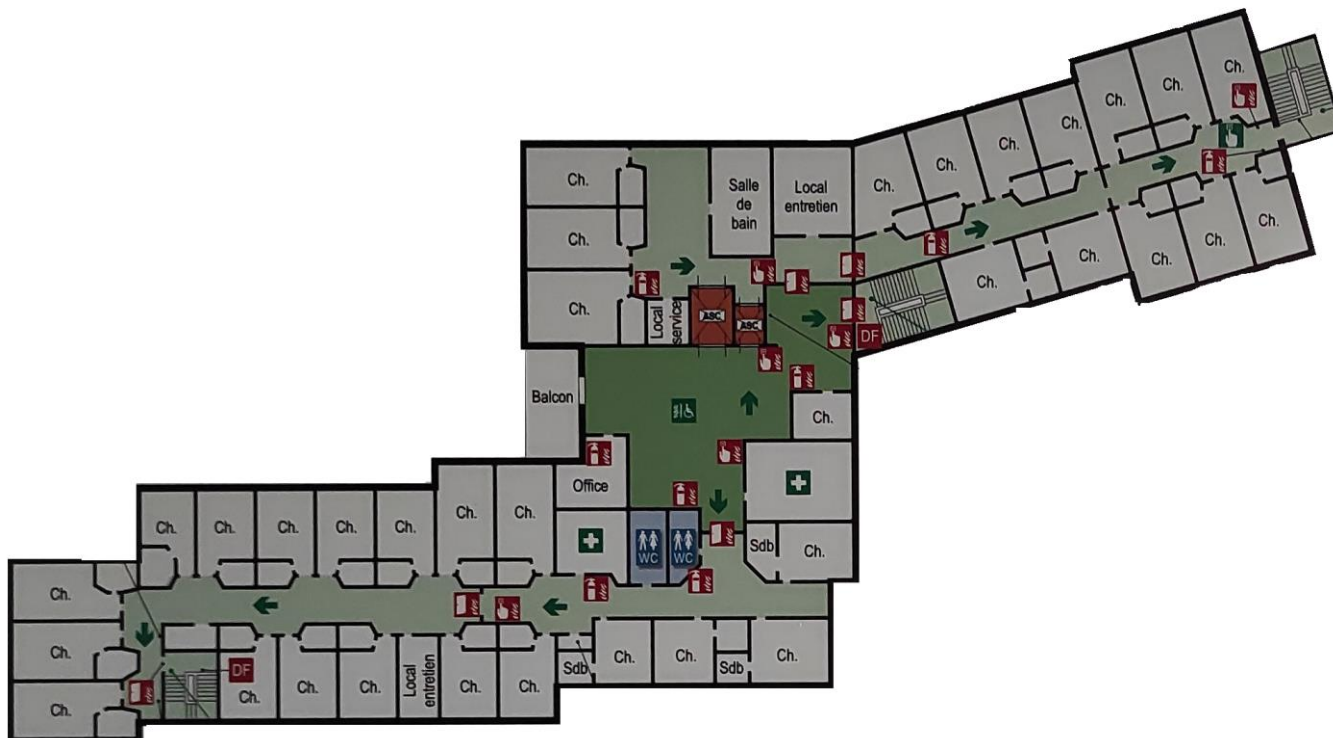 Ch.
Ch.
Ch.
Ch.
Ch.
Ch.
Ch.
Ch.
Salle
de
bain
Local
entretien
Ch.
Ch.
Ch.
Ch.
Ch.
Ch.
Ch.
Local
service
ASC
ASC
DF
Balcon
Ch.
Office
Ch.
Ch.
Ch.
Ch.
Ch.
Ch.
Ch.
WC
WC
Sdb
Ch.
Ch.
Ch.
Ch.
DF
Ch.
Ch.
Ch.
Local
entretien
Ch.
Ch.
Sdb
Ch.
Ch.
Sdb
Ch.